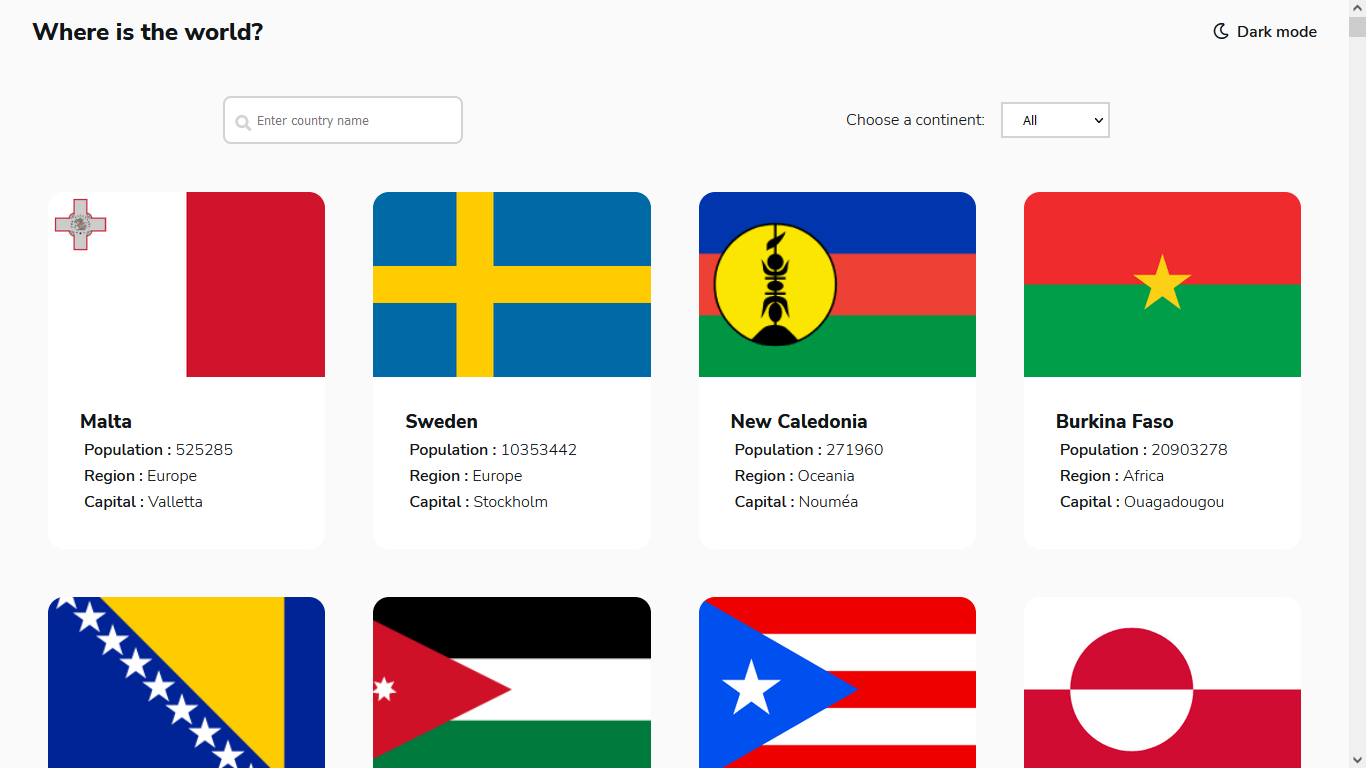 Where is the world?
Dark mode
Enter country name
Choose a continent:
All
Malta
Population : 525285
Region : Europe
Capital : Valletta
Sweden
Population : 10353442
Region : Europe
Capital : Stockholm
New Caledonia
Population : 271960
Region : Oceania
Capital : Nouméa
Burkina Faso
Population : 20903278
Region : Africa
Capital : Ouagadougou